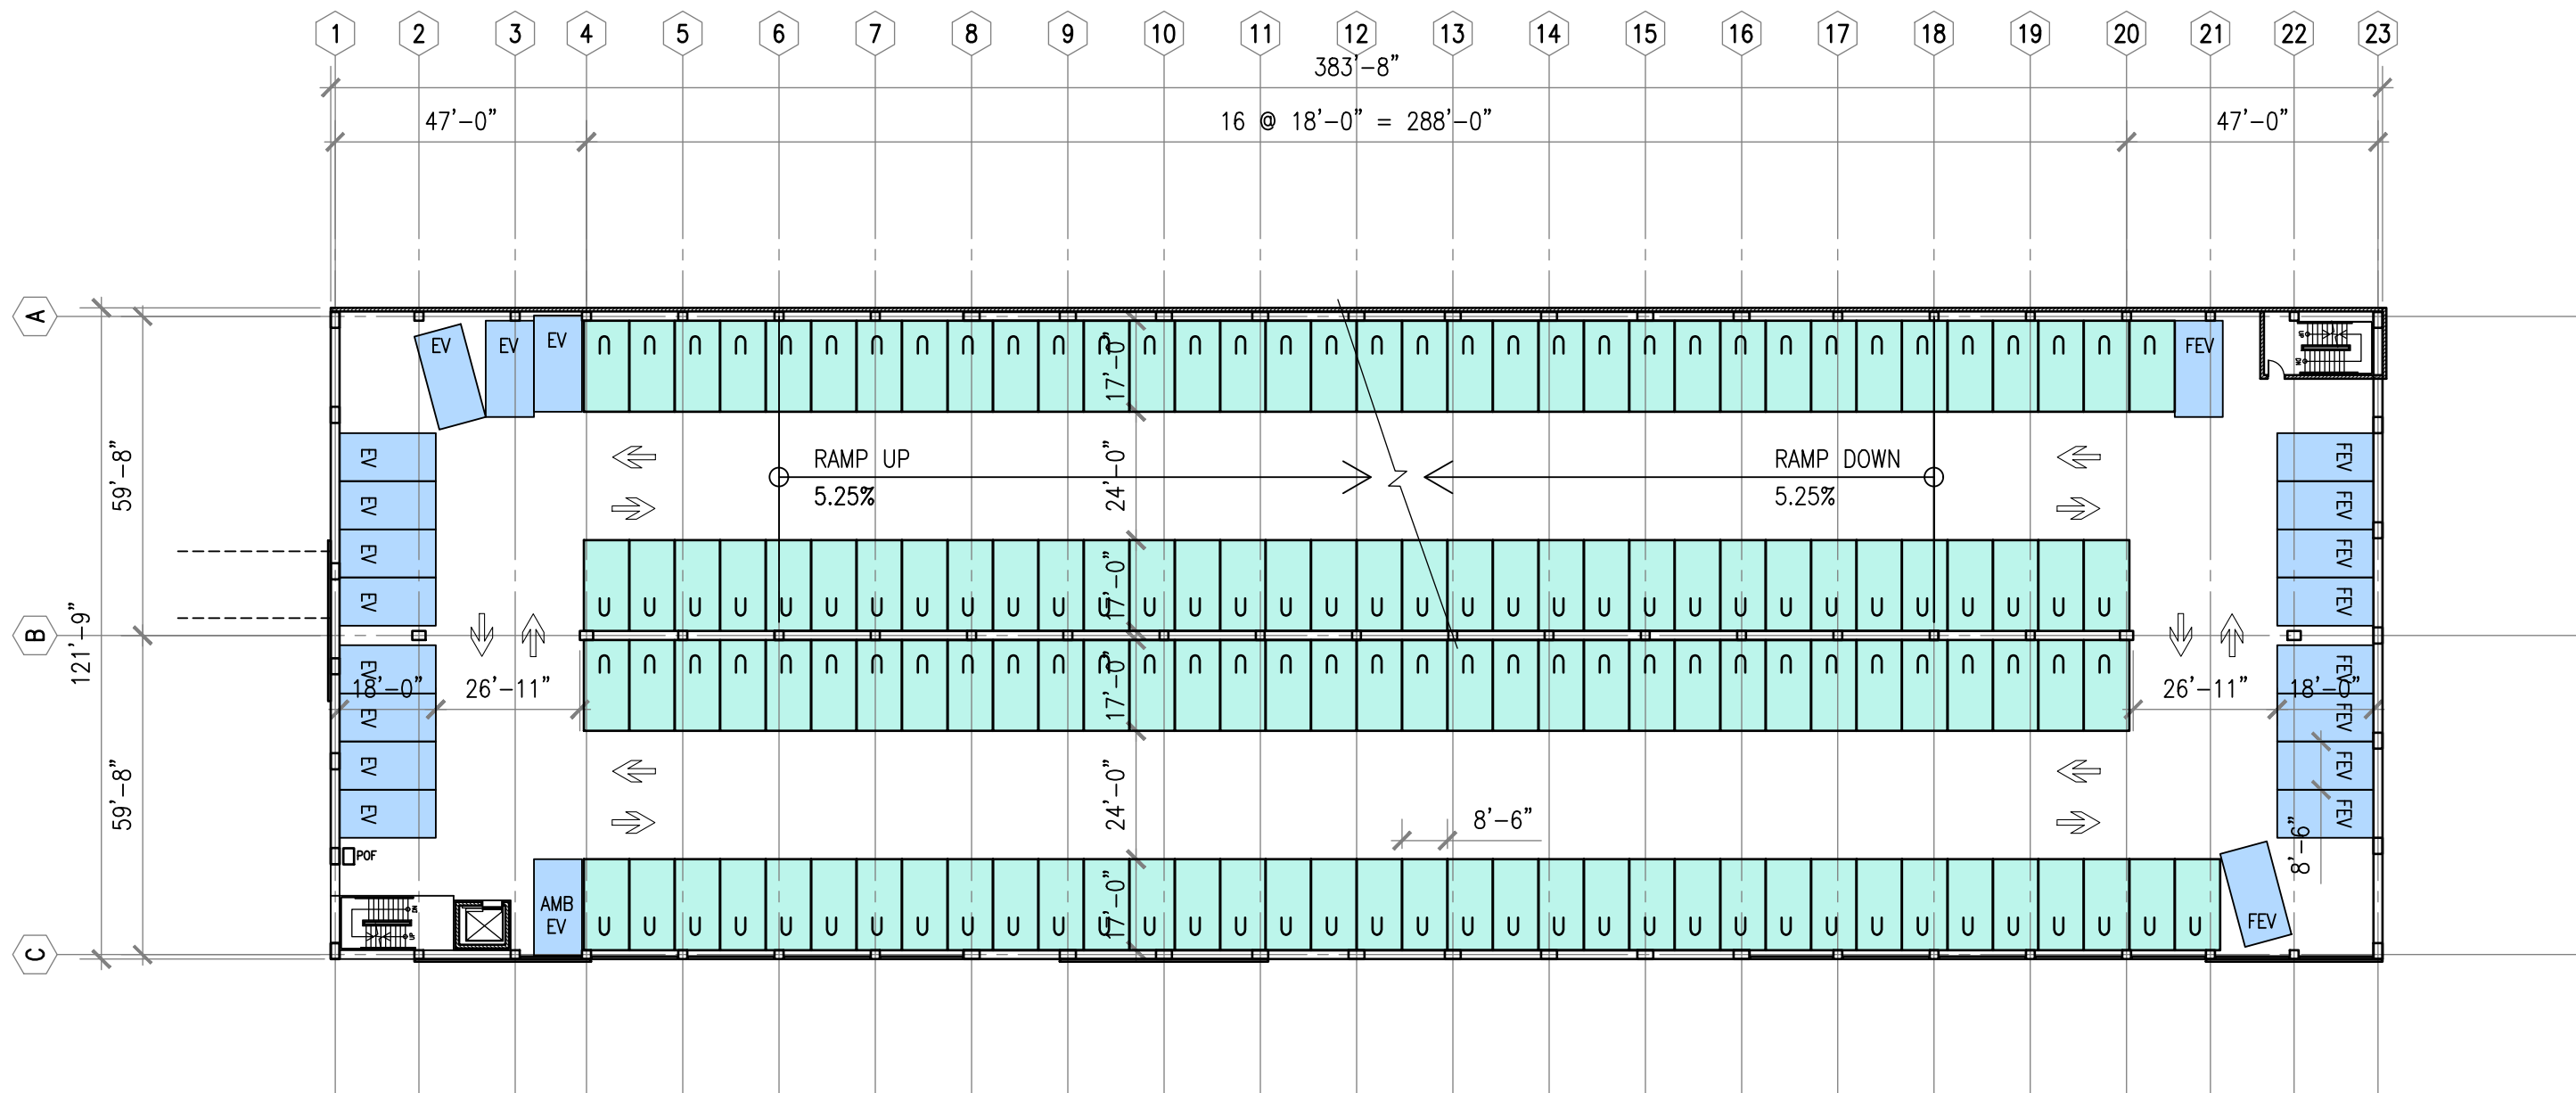 1 2 3 4 5 6 7 8 9 10 11 12 13 14 15 16 17 18 19 20 21 22 23
383'-8"
47'-0" 16 @ 18'-0" = 288'-0" 47'-0"
A
EV EV EV U U U U U U U U U U U U U U U U U U U U U U U U U U U U U U U U U U U FEV
UP
DN
17'-0"
EV RAMP UP RAMP DOWN FEV
5.25% 5.25%
59'-8" 24'-0"
EV FEV
EV FEV
EV U U U U U U U U U U U U U U U U U U U U U U U U U U U U U U U U U U FEV
17'-0"
B
121'-9"
EV U U U U U U U U U U U U U U U U U U U U U U U U U U U U U U U U U U FEV
18'-0" 26'-11" 17'-0" 26'-11" 18'-0"
EV FEV
EV FEV
59'-8" 24'-0"
EV 8'-6" FEV
8'-6"
POF
AMB
EV U U U U U U U U U U U U U U U U U U U U U U U U U U U U U U U U U U U U FEV
17'-0"
DN
UP
C